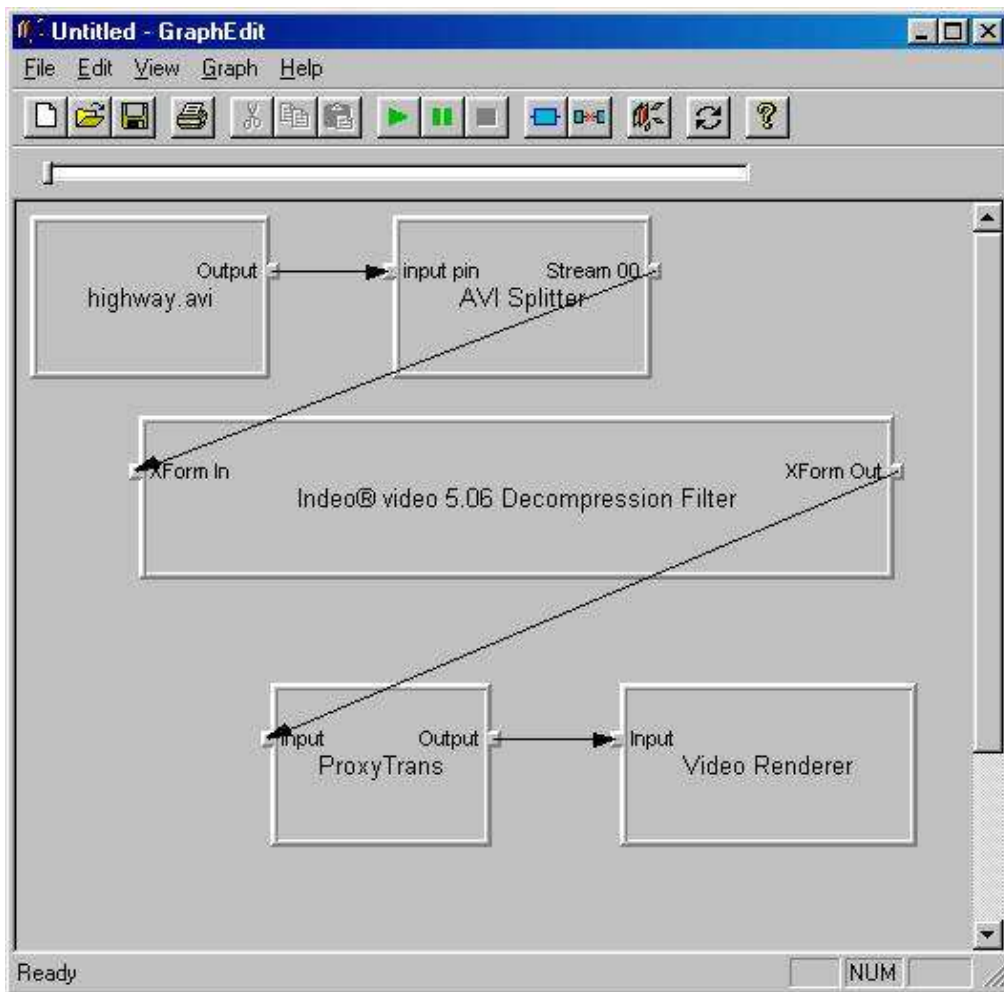 Untitled - GraphEdit
File Edit View Graph Help
Output
highway.avi
input pin Stream 00
AVI Splitter
XForm In XForm Out
Indeo® video 5.06 Decompression Filter
Input Output
ProxyTrans
Input
Video Renderer
Ready NUM